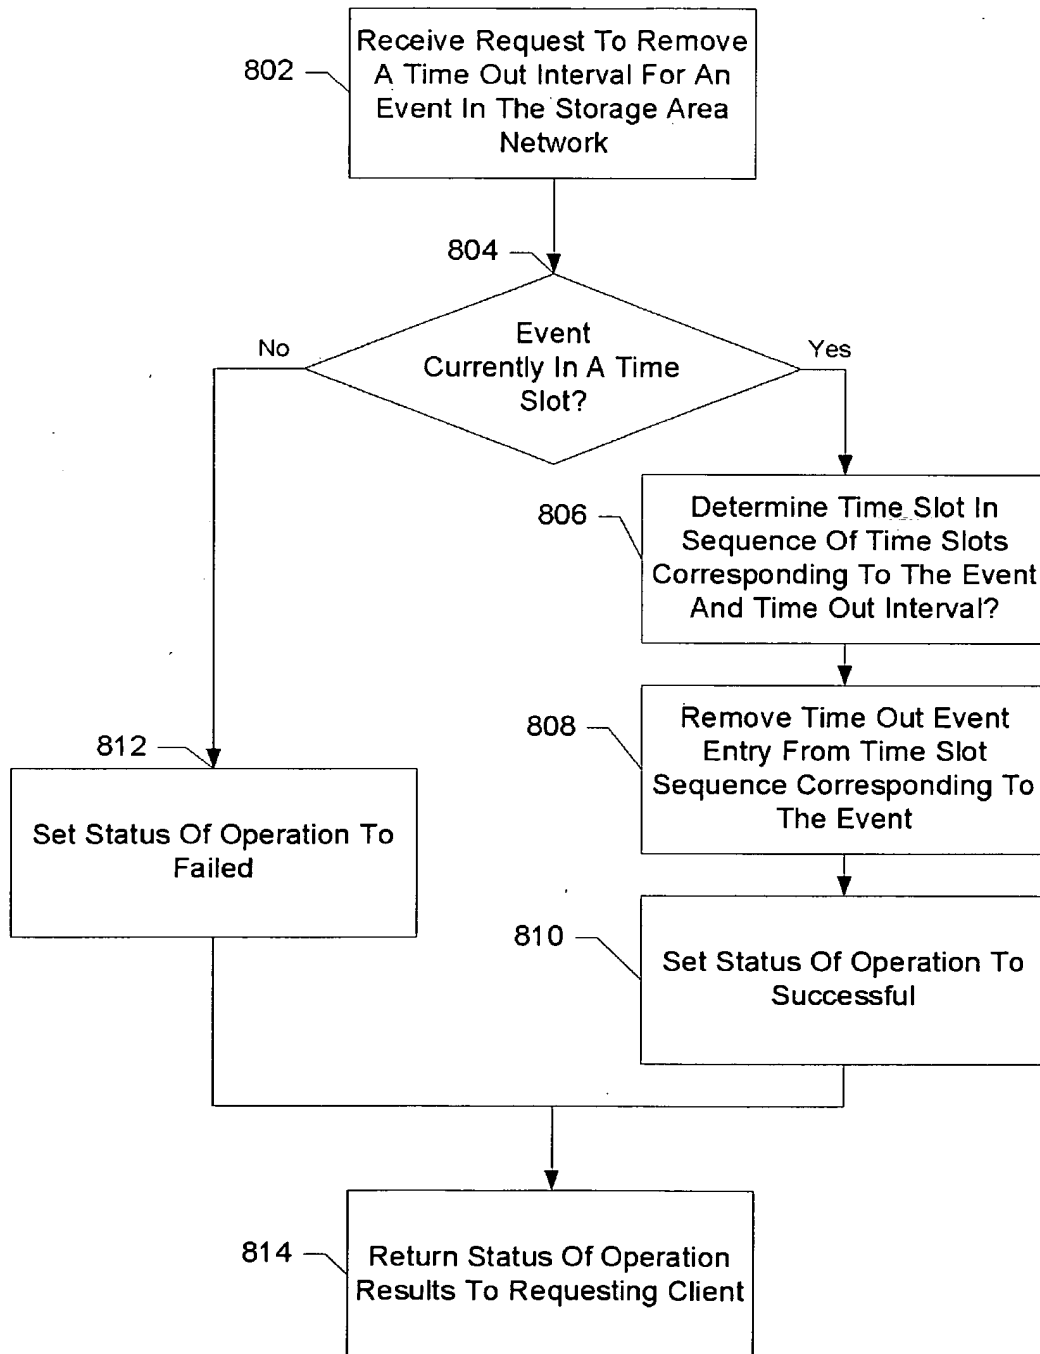 802
Receive Request To Remove
A Time Out Interval For An
Event In The Storage Area
Network
804
Event
Currently In A Time
Slot?
No
Yes
806
Determine Time Slot In
Sequence Of Time Slots
Corresponding To The Event
And Time Out Interval?
808
Remove Time Out Event
Entry From Time Slot
Sequence Corresponding To
The Event
812
Set Status Of Operation To
Failed
810
Set Status Of Operation To
Successful
814
Return Status Of Operation
Results To Requesting Client